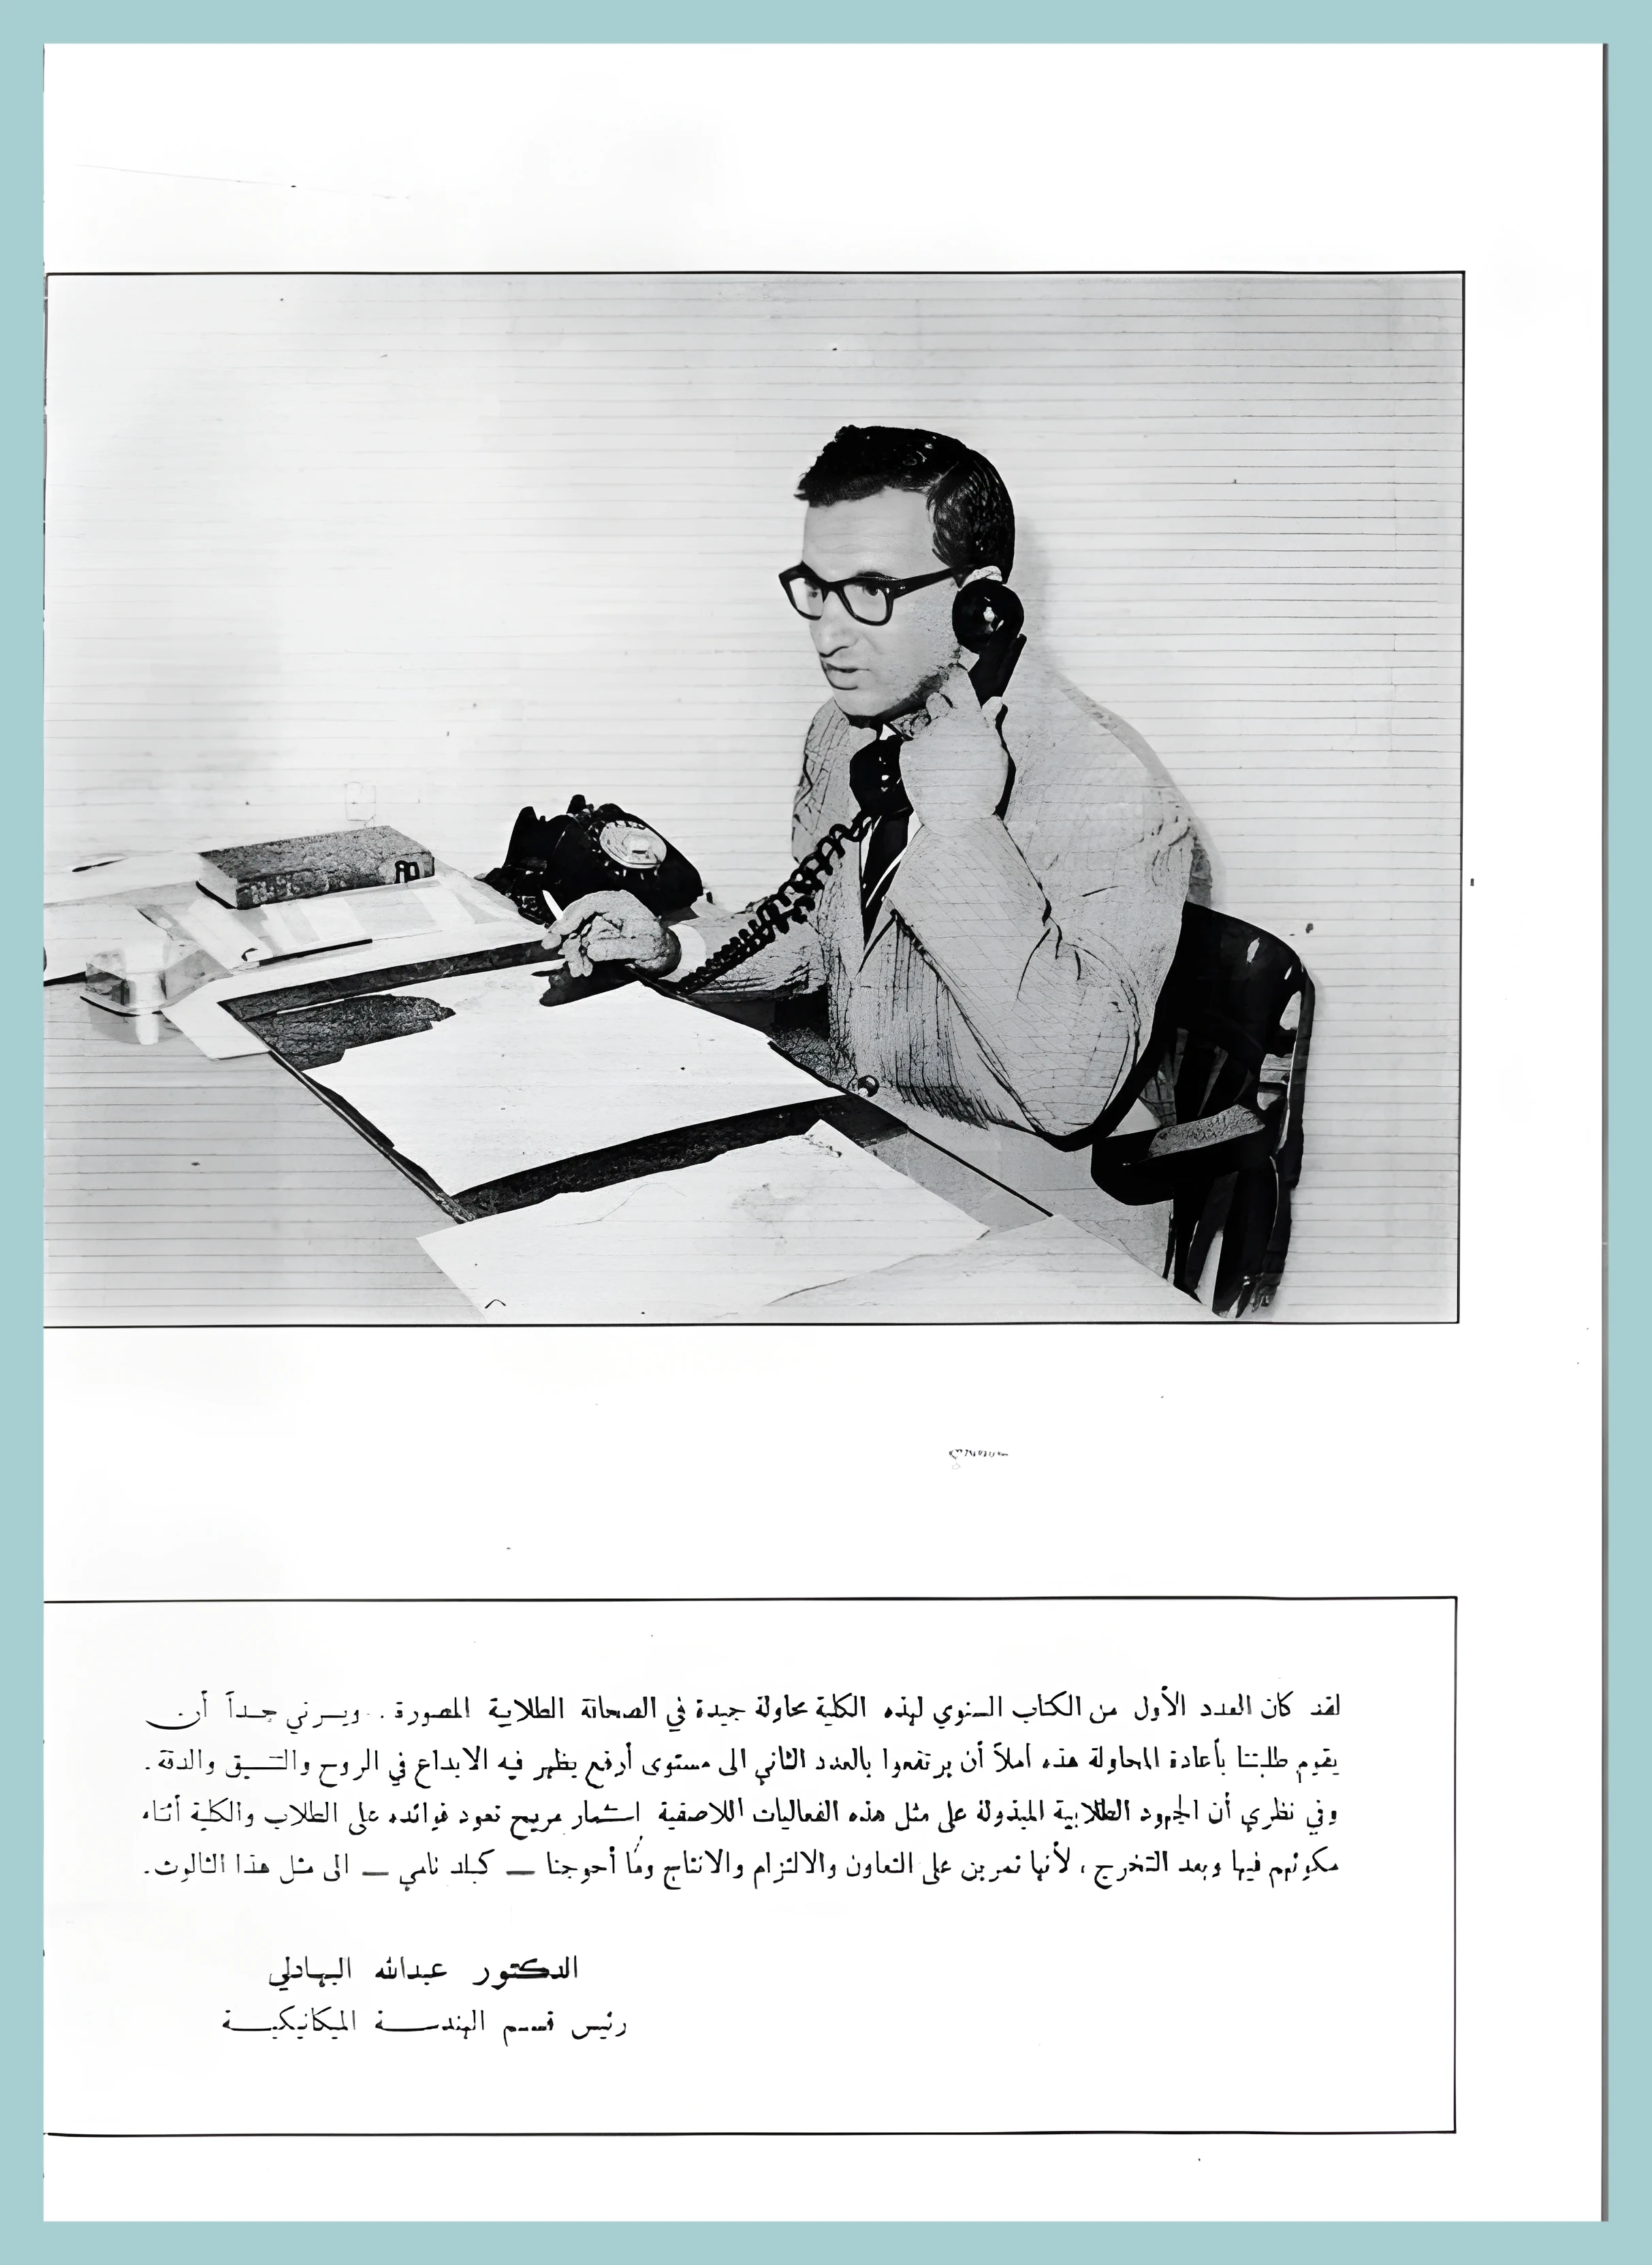 لقد كان العدد الأول من الكتاب السنوي لهذه الكلية محاولة جيدة في الصحافة الطلابية المصورة . ويسرني جداً أن
يقوم طلبتنا بأعادة المحاولة هذه املاً أن يرتفعوا بالعدد الثاني الى مستوى أرفع يظهر فيه الابداع في الروح والتنسيق والدقة .
وفي نظري أن الجهود الطلابية المبذولة على مثل هذه الفعاليات اللاصفية استثمار مريح تعود فوائده على الطلاب والكلية أثناء
مكوثهم فيها وبعد التخرج ، لأنها تمرين على التعاون والالتزام والانتاج وما أحوجنا — كبلد نامي — الى مثل هذا الثالوث .
الدكتور عبدالله البهادلي
رئيس قسم الهندسة الميكانيكية